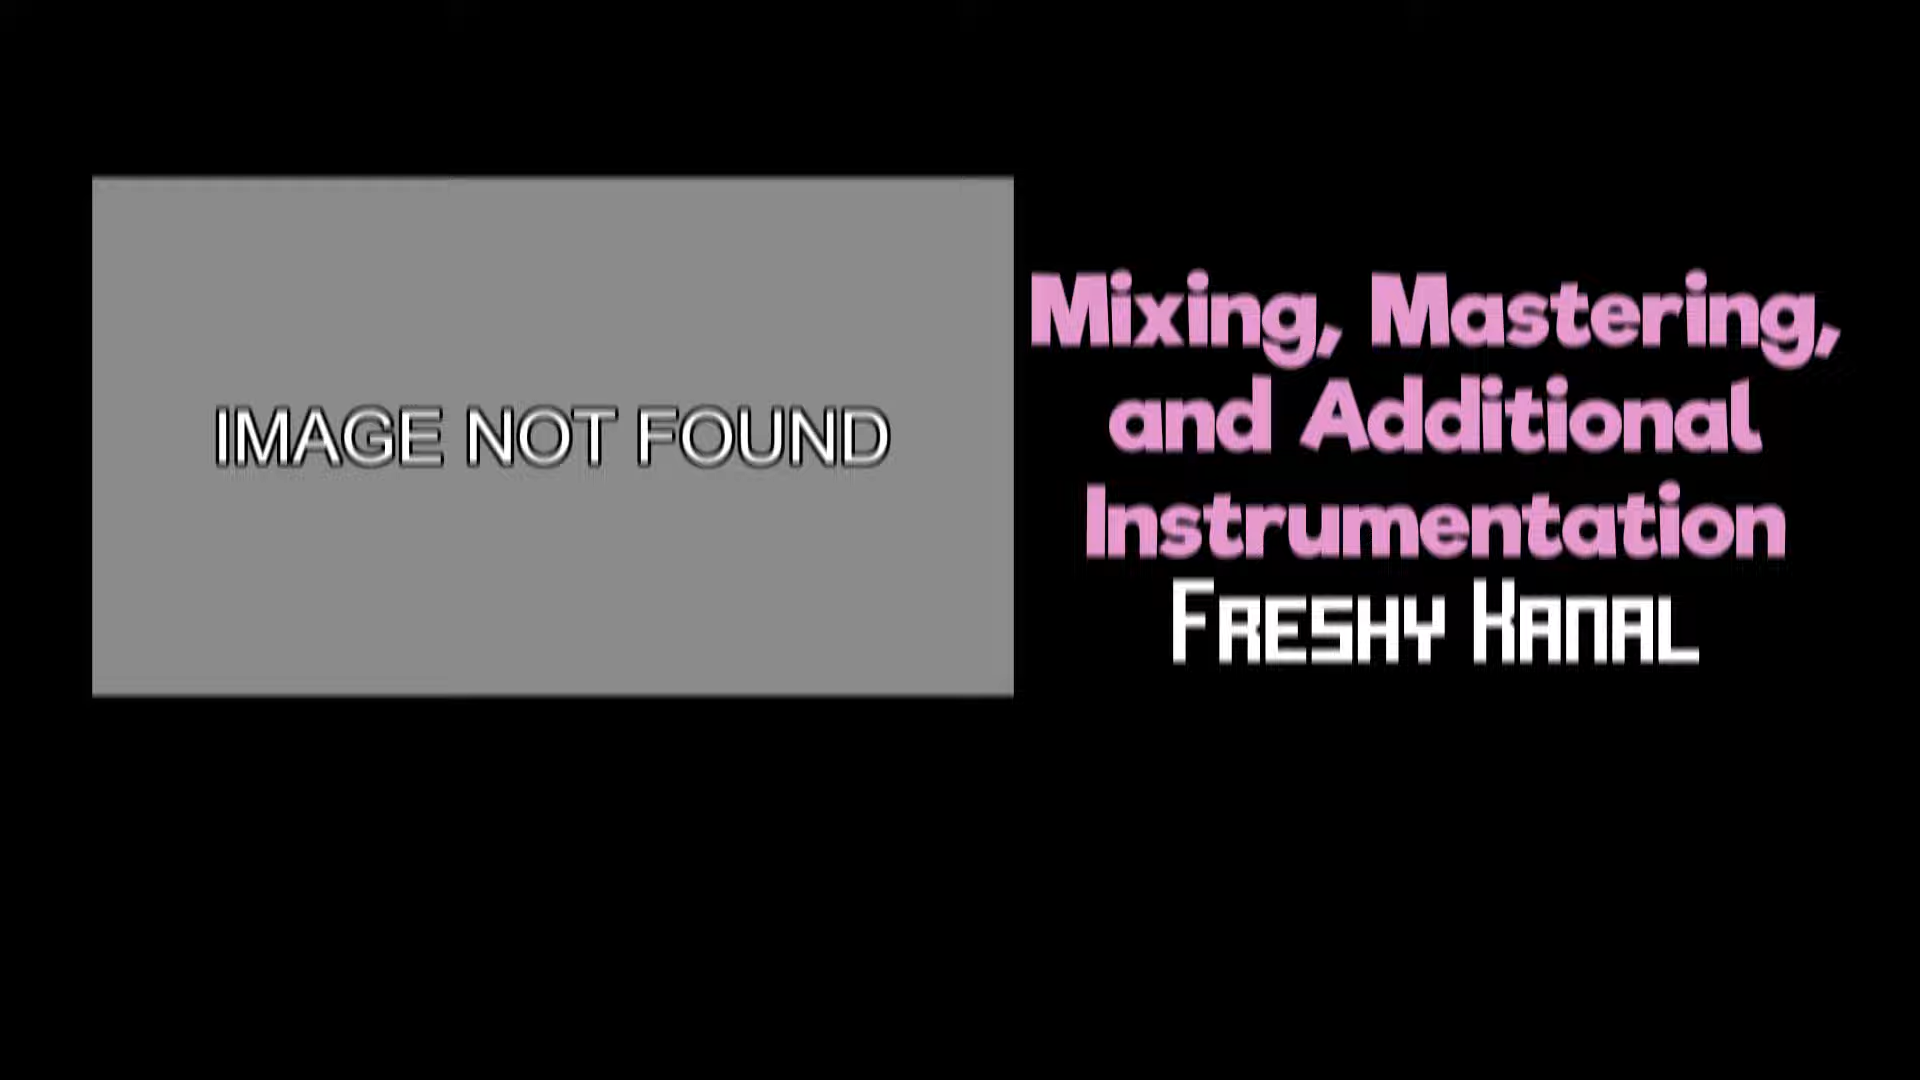 IMAGE NOT FOUND
Mixing, Mastering,
and Additional
Instrumentation
FRESHY KANAL